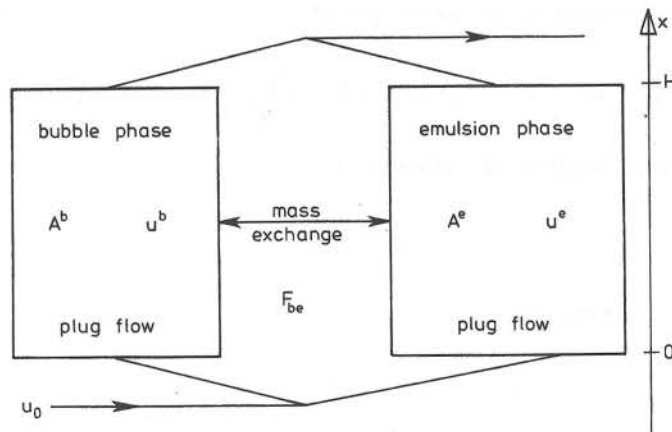 x
H
bubble phase
emulsion phase
A^b u^b
mass
exchange
A^e u^e
F_be
plug flow
plug flow
0
u_0